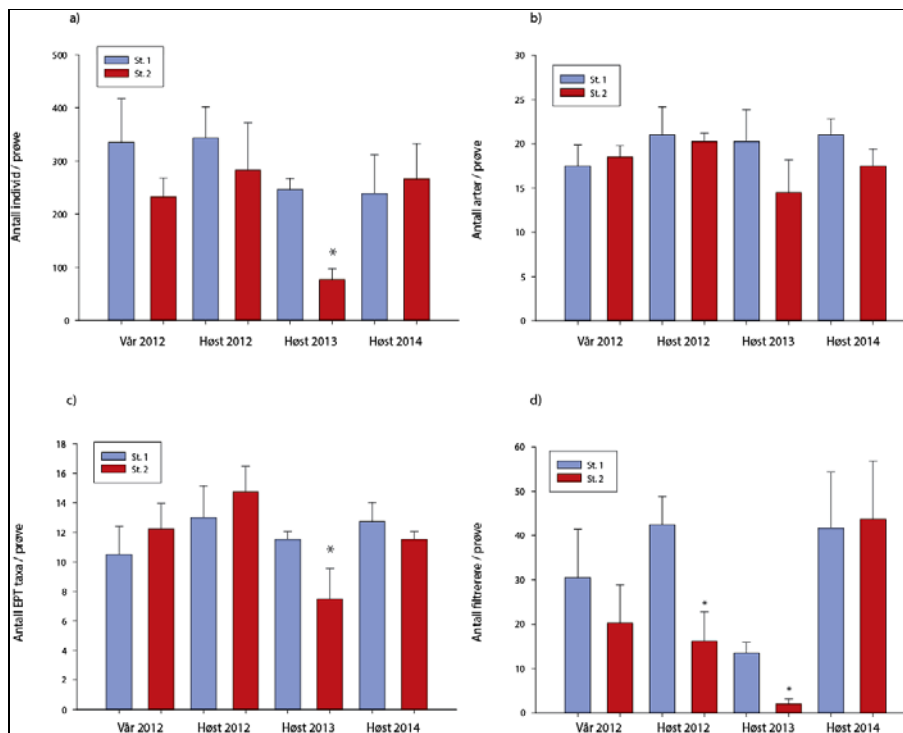 a)
St. 1
St. 2
500
400
300
200
100
0
Antall individ / prøve
*
Vår 2012 Høst 2012 Høst 2013 Høst 2014
b)
St. 1
St. 2
30
25
20
15
10
5
0
Antall arter / prøve
Vår 2012 Høst 2012 Høst 2013 Høst 2014
c)
St. 1
St. 2
18
16
14
12
10
8
6
4
2
0
Antall EPT taxa / prøve
*
Vår 2012 Høst 2012 Høst 2013 Høst 2014
d)
St. 1
St. 2
60
50
40
30
20
10
0
Antall filtrerere / prøve
*
*
Vår 2012 Høst 2012 Høst 2013 Høst 2014